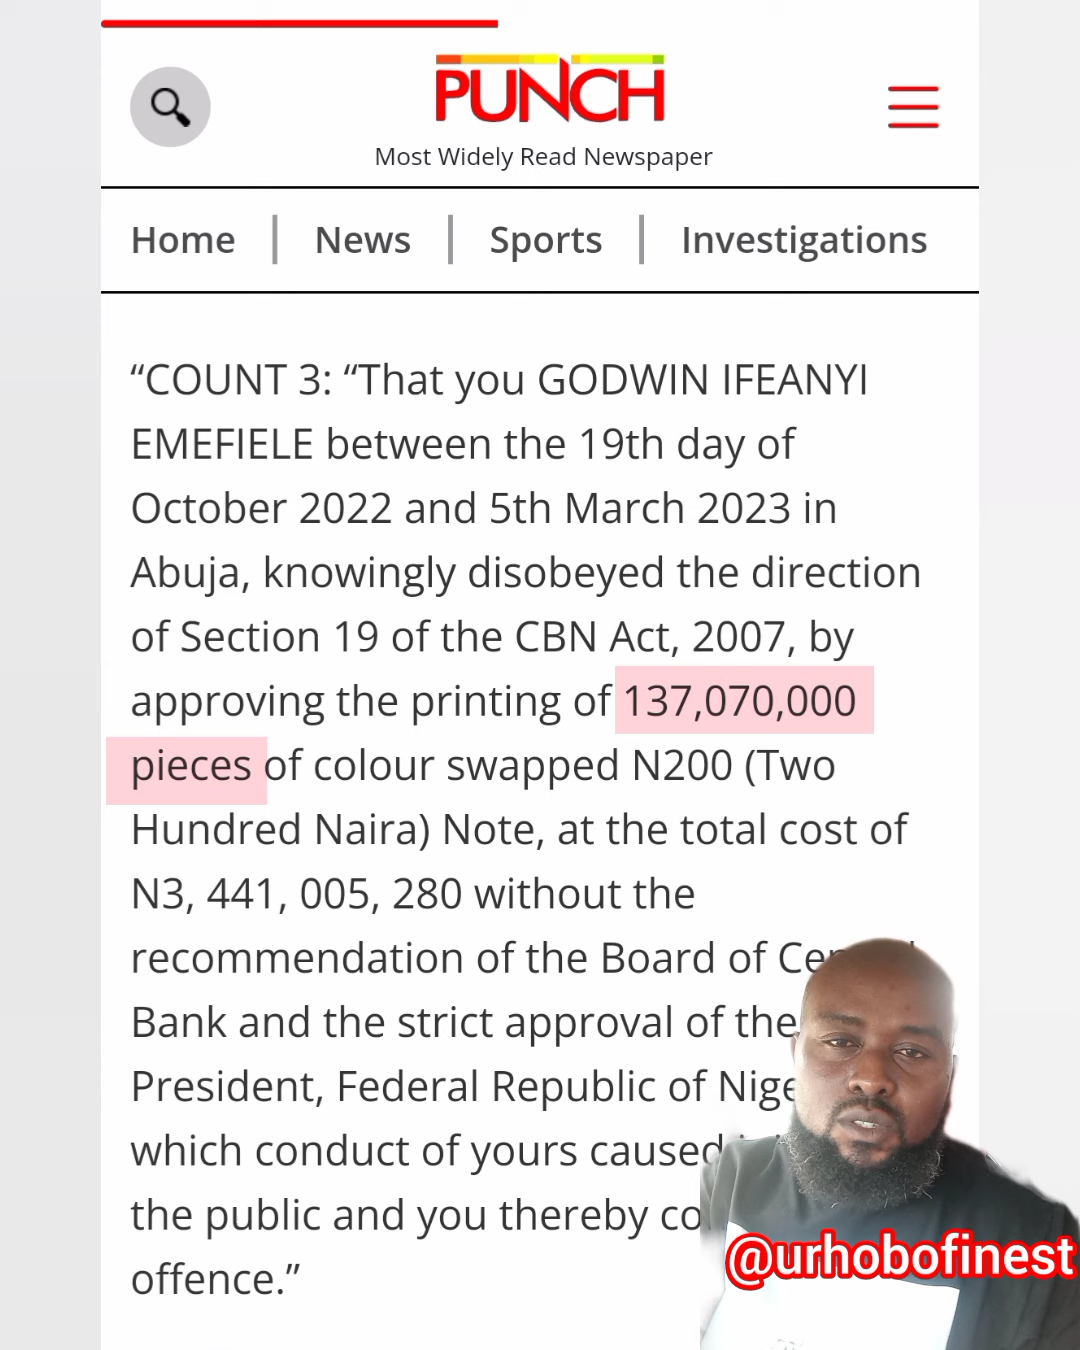 PUNCH
Most Widely Read Newspaper
Home
News
Sports
Investigations
“COUNT 3: “That you GODWIN IFEANYI
EMEFIELE between the 19th day of
October 2022 and 5th March 2023 in
Abuja, knowingly disobeyed the direction
of Section 19 of the CBN Act, 2007, by
approving the printing of 137,070,000
pieces of colour swapped N200 (Two
Hundred Naira) Note, at the total cost of
N3, 441, 005, 280 without the
recommendation of the Board of
Bank and the strict approval of the
President, Federal Republic of
which conduct of yours caused
the public and you thereby
offence.”
@urhobofinest